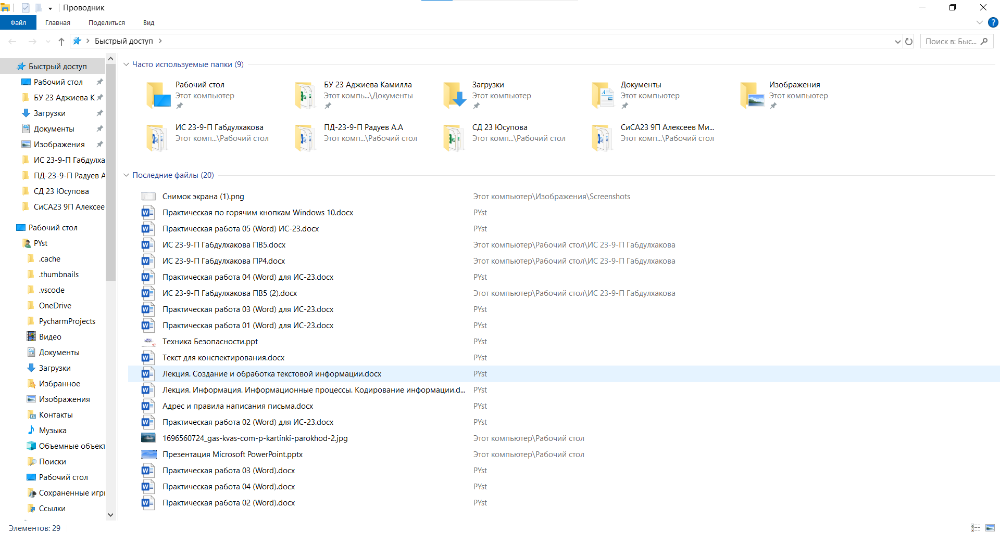 Проводник
Файл Главная Поделиться Вид
Быстрый доступ
Поиск в: Быс...
Быстрый доступ
Рабочий стол
БУ 23 Аджиева К
Загрузки
Документы
Изображения
ИС 23-9-П Габдулха
ПД-23-9-П Радуев А
СД 23 Юсупова
СиСА23 9П Алексее
Рабочий стол
PYst
.cache
.thumbnails
.vscode
OneDrive
PycharmProjects
Видео
Документы
Загрузки
Избранное
Изображения
Контакты
Музыка
Объемные объект
Поиски
Рабочий стол
Сохраненные игры
Ссылки
Часто используемые папки (9)
Рабочий стол
Этот компьютер
БУ 23 Аджиева Камилла
Этот компь...\Документы
Загрузки
Этот компьютер
Документы
Этот компьютер
Изображения
Этот компьютер
ИС 23-9-П Габдулхакова
Этот комп...\Рабочий стол
ПД-23-9-П Радуев А.А
Этот комп...\Рабочий стол
СД 23 Юсупова
Этот комп...\Рабочий стол
СиСА23 9П Алексеев Ми...
Этот комп...\Рабочий стол
Последние файлы (20)
Снимок экрана (1).png Этот компьютер\Изображения\Screenshots
Практическая по горячим кнопкам Windows 10.docx PYst
Практическая работа 05 (Word) ИС-23.docx PYst
ИС 23-9-П Габдулхакова ПВ5.docx Этот компьютер\Рабочий стол\ИС 23-9-П Габдулхакова
ИС 23-9-П Габдулхакова ПР4.docx Этот компьютер\Рабочий стол\ИС 23-9-П Габдулхакова
Практическая работа 04 (Word) для ИС-23.docx PYst
ИС 23-9-П Габдулхакова ПВ5 (2).docx Этот компьютер\Рабочий стол\ИС 23-9-П Габдулхакова
Практическая работа 03 (Word) для ИС-23.docx PYst
Практическая работа 01 (Word) для ИС-23.docx PYst
Техника Безопасности.ppt PYst
Текст для конспектирования.docx PYst
Лекция. Создание и обработка текстовой информации.docx PYst
Лекция. Информация. Информационные процессы. Кодирование информации.d... PYst
Адрес и правила написания письма.docx PYst
Практическая работа 02 (Word) для ИС-23.docx PYst
1696560724_gas-kvas-com-p-kartinki-parokhod-2.jpg Этот компьютер\Рабочий стол
Презентация Microsoft PowerPoint.pptx Этот компьютер\Рабочий стол
Практическая работа 03 (Word).docx PYst
Практическая работа 04 (Word).docx PYst
Практическая работа 02 (Word).docx PYst
Элементов: 29